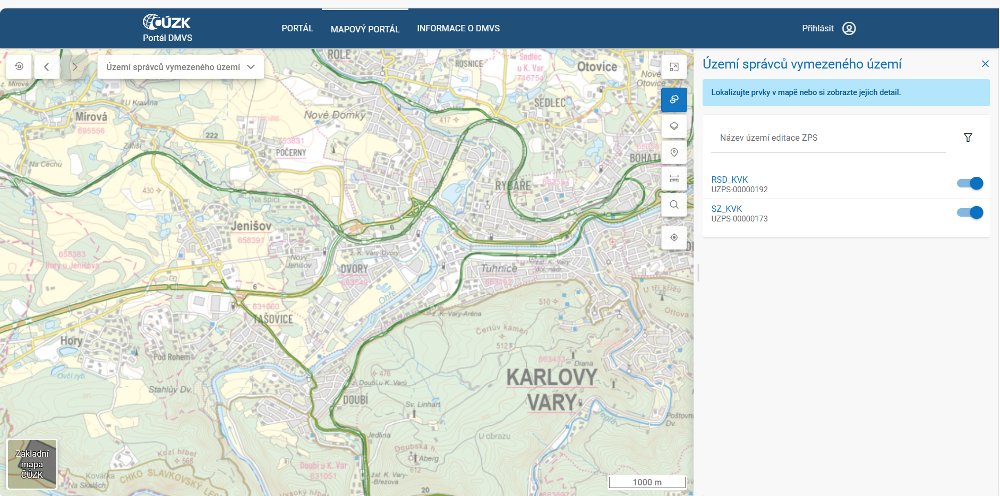 ČÚZK
Portál DMVS
PORTÁL
MAPOVÝ PORTÁL
INFORMACE O DMVS
Přihlásit
Území správců vymezeného území
Území správců vymezeného území
Lokalizujte prvky v mapě nebo si zobrazte jejich detail.
Název území editace ZPS
RSD_KVK
UZPS-00000192
SZ_KVK
UZPS-00000173
ROLE
ROSNICE
Sedlec
u K. Var
746754
Otovice
Nové
Otovice
z. Mírová
U Kravína
Mírová
695556
Nové Domky
417
SEDLEC
222
Zátiší
Chodovský
753831
POČERNY
BOHATIC
Na Čechů
430
RYBÁŘE
663557
Na špici
Jenišov
658391
6
z. K. Vary-Dvory
658383
Hory u Jenišova
Nový
Jenišov
DVORY
663549
Tuhnice
663492
zst. K. Vary
dol. nádr.
Ohře
6
U tří křížů
631060
TAŠOVICE
510
z. K. Vary-Aréna
Ottova v
Hory
Čertův kámen
512
Pod Rohem
663433
Diana
476
Ovčí ryb.
z. Doubí u K. Varů
KARLOVY
VARY
Stahlův Dv.
DOUBÍ
Sv. Linhart
Teplá
Poštovní
Dv.
Jedlina
U obrazu
Doubská h.
Aberg
612
Kozí hřbet
568
Doubí u K. Var
631051
Kovářka
Na Skalách
CHKO SLAVKOVSKÝ LES
žst. K. Vary-
-Březová
Vysoký hřbet
20
663697
Základní
mapa
ČÚZK
1000 m